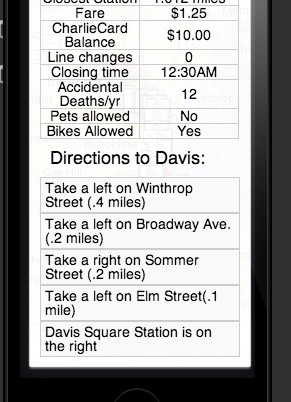 Closest Station 1.012 miles
Fare $1.25
CharlieCard
Balance $10.00
Line changes 0
Closing time 12:30AM
Accidental
Deaths/yr 12
Pets allowed No
Bikes Allowed Yes
Directions to Davis:
Take a left on Winthrop
Street (.4 miles)
Take a left on Broadway Ave.
(.2 miles)
Take a right on Sommer
Street (.2 miles)
Take a left on Elm Street(.1
mile)
Davis Square Station is on
the right